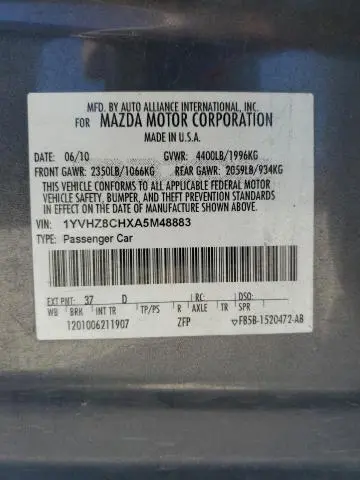 MFD. BY AUTO ALLIANCE INTERNATIONAL, INC.
FOR MAZDA MOTOR CORPORATION
MADE IN U.S.A.
DATE: 06/10 GVWR: 4400LB/1996KG
FRONT GAWR: 2350LB/1066KG REAR GAWR: 2059LB/934KG
THIS VEHICLE CONFORMS TO ALL APPLICABLE FEDERAL MOTOR
VEHICLE SAFETY, BUMPER, AND THEFT PREVENTION STANDARDS
IN EFFECT ON THE DATE OF MANUFACTURE SHOWN ABOVE.
VIN: 1YVHZ8CHXA5M48883
TYPE: Passenger Car
EXT PNT: 37 D RC: DSO:
WB BRK INT TR TP/PS R AXLE TR SPR
1201006211907 ZFP F85B-1520472-AB